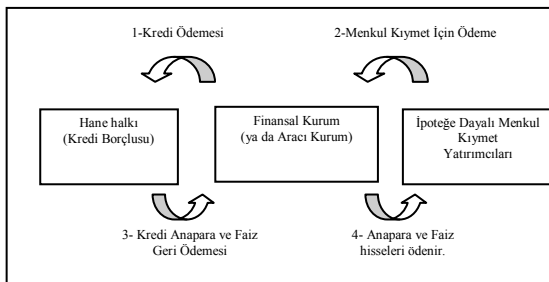 1-Kredi Ödemesi
2-Menkul Kıymet İçin Ödeme
Hane halkı
(Kredi Borçlusu)
Finansal Kurum
(ya da Aracı Kurum)
İpoteğe Dayalı Menkul
Kıymet
Yatırımcıları
3- Kredi Anapara ve Faiz
Geri Ödemesi
4- Anapara ve Faiz
hisseleri ödenir.